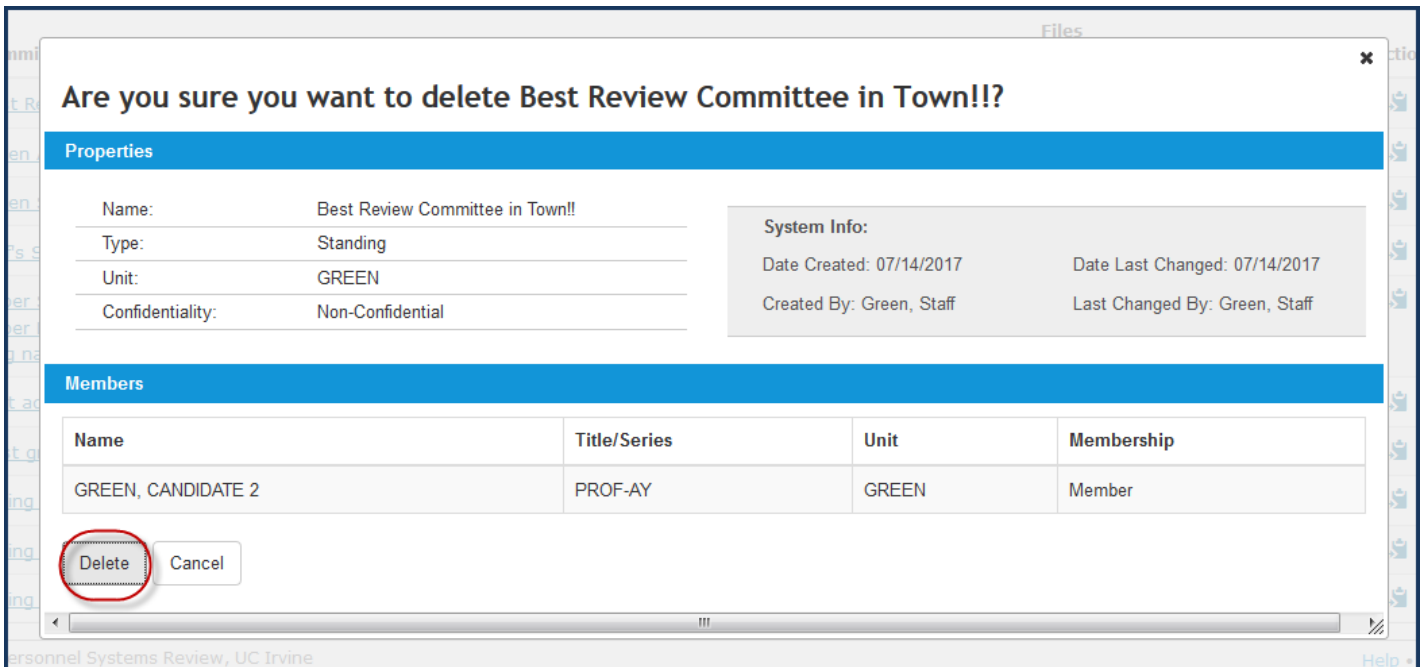 Files
Are you sure you want to delete Best Review Committee in Town!!?
Properties
Name: Best Review Committee in Town!!
Type: Standing
Unit: GREEN
Confidentiality: Non-Confidential
System Info:
Date Created: 07/14/2017 Date Last Changed: 07/14/2017
Created By: Green, Staff Last Changed By: Green, Staff
Members
Name Title/Series Unit Membership
GREEN, CANDIDATE 2 PROF-AY GREEN Member
Delete Cancel
ersonnel Systems Review, UC Irvine Help •